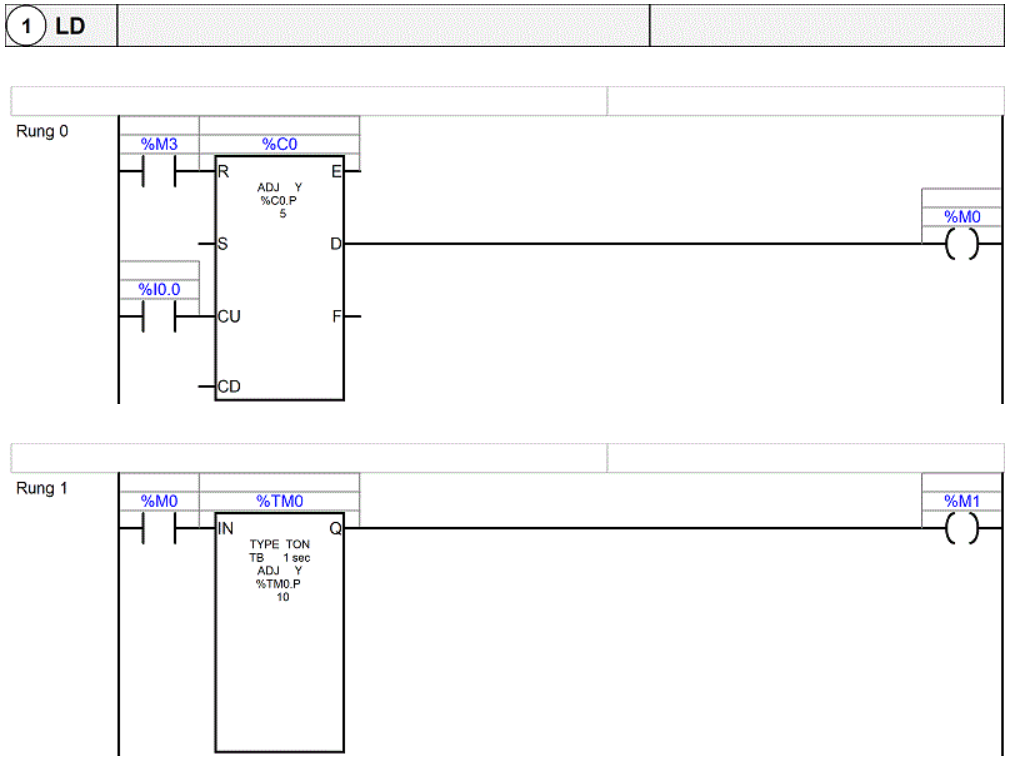 1 LD
Rung 0
%M3 %C0
R E
ADJ Y
%C0.P
5
%M0
S D
%I0.0
CU F
CD
Rung 1
%M0 %TM0 %M1
IN Q
TYPE TON
TB 1 sec
ADJ Y
%TM0.P
10